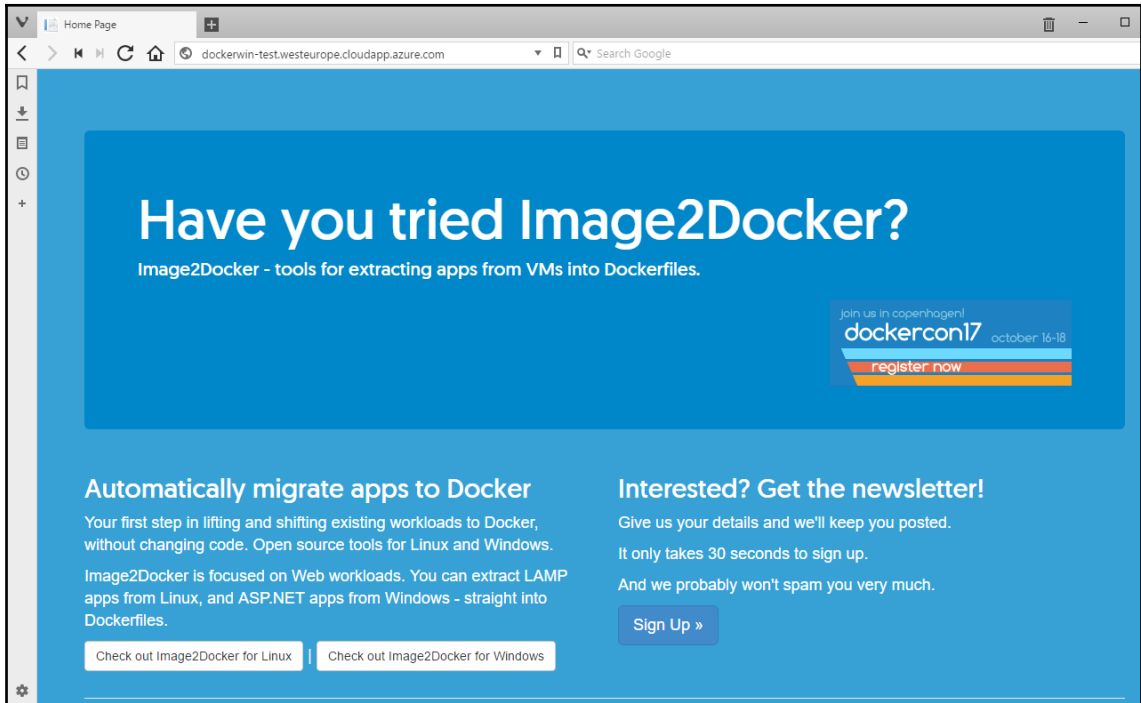 Home Page
dockerwin-test.westeurope.cloudapp.azure.com
Search Google
Have you tried Image2Docker?
Image2Docker - tools for extracting apps from VMs into Dockerfiles.
join us in copenhagen!
dockercon17 october 16-18
register now
Automatically migrate apps to Docker
Your first step in lifting and shifting existing workloads to Docker,
without changing code. Open source tools for Linux and Windows.
Image2Docker is focused on Web workloads. You can extract LAMP
apps from Linux, and ASP.NET apps from Windows - straight into
Dockerfiles.
Check out Image2Docker for Linux | Check out Image2Docker for Windows
Interested? Get the newsletter!
Give us your details and we'll keep you posted.
It only takes 30 seconds to sign up.
And we probably won't spam you very much.
Sign Up »